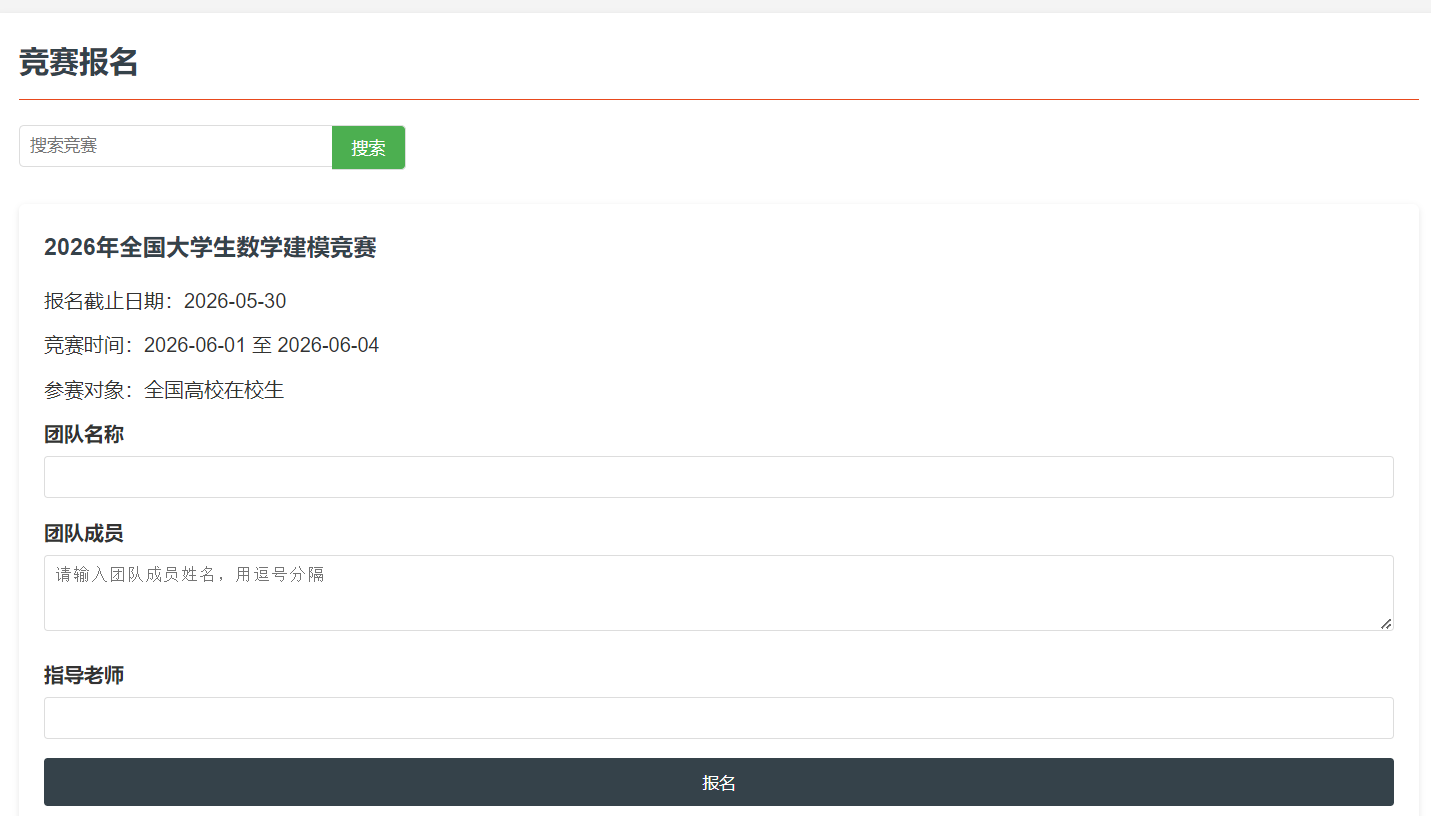 竞赛报名
搜索竞赛
搜索
2026年全国大学生数学建模竞赛
报名截止日期：2026-05-30
竞赛时间：2026-06-01 至 2026-06-04
参赛对象：全国高校在校生
团队名称
团队成员
请输入团队成员姓名，用逗号分隔
指导老师
报名